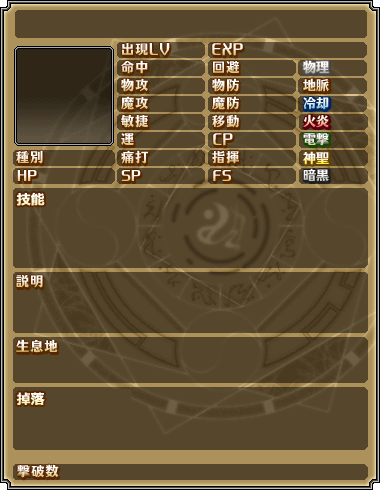 出現LV EXP
命中 回避 物理
物攻 物防 地脈
魔攻 魔防 冷却
敏捷 移動 火炎
運 CP 電撃
種別 痛打 指揮 神聖
HP SP FS 暗黒
技能
説明
生息地
掉落
撃破数